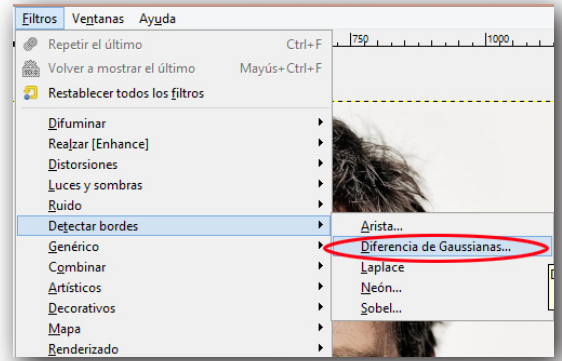 Filtros Ventanas Ayuda
Repetir el último Ctrl+F
Volver a mostrar el último Mayús+Ctrl+F
Restablecer todos los filtros
750 1000
Difuminar
Realzar [Enhance]
Distorsiones
Luces y sombras
Ruido
Detectar bordes
Genérico
Combinar
Artísticos
Decorativos
Mapa
Renderizado
Arista...
Diferencia de Gaussianas...
Laplace
Neón...
Sobel...